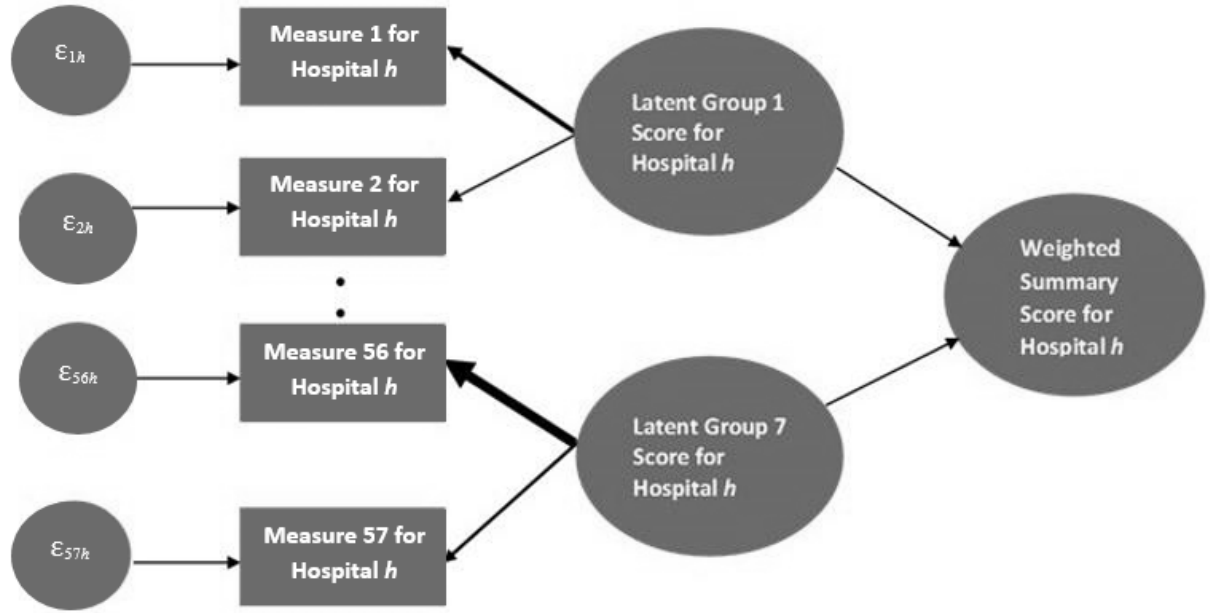 ε1h
Measure 1 for
Hospital h
Latent Group 1
Score for
Hospital h
ε2h
Measure 2 for
Hospital h
Weighted
Summary
Score for
Hospital h
ε56h
Measure 56 for
Hospital h
Latent Group 7
Score for
Hospital h
ε57h
Measure 57 for
Hospital h